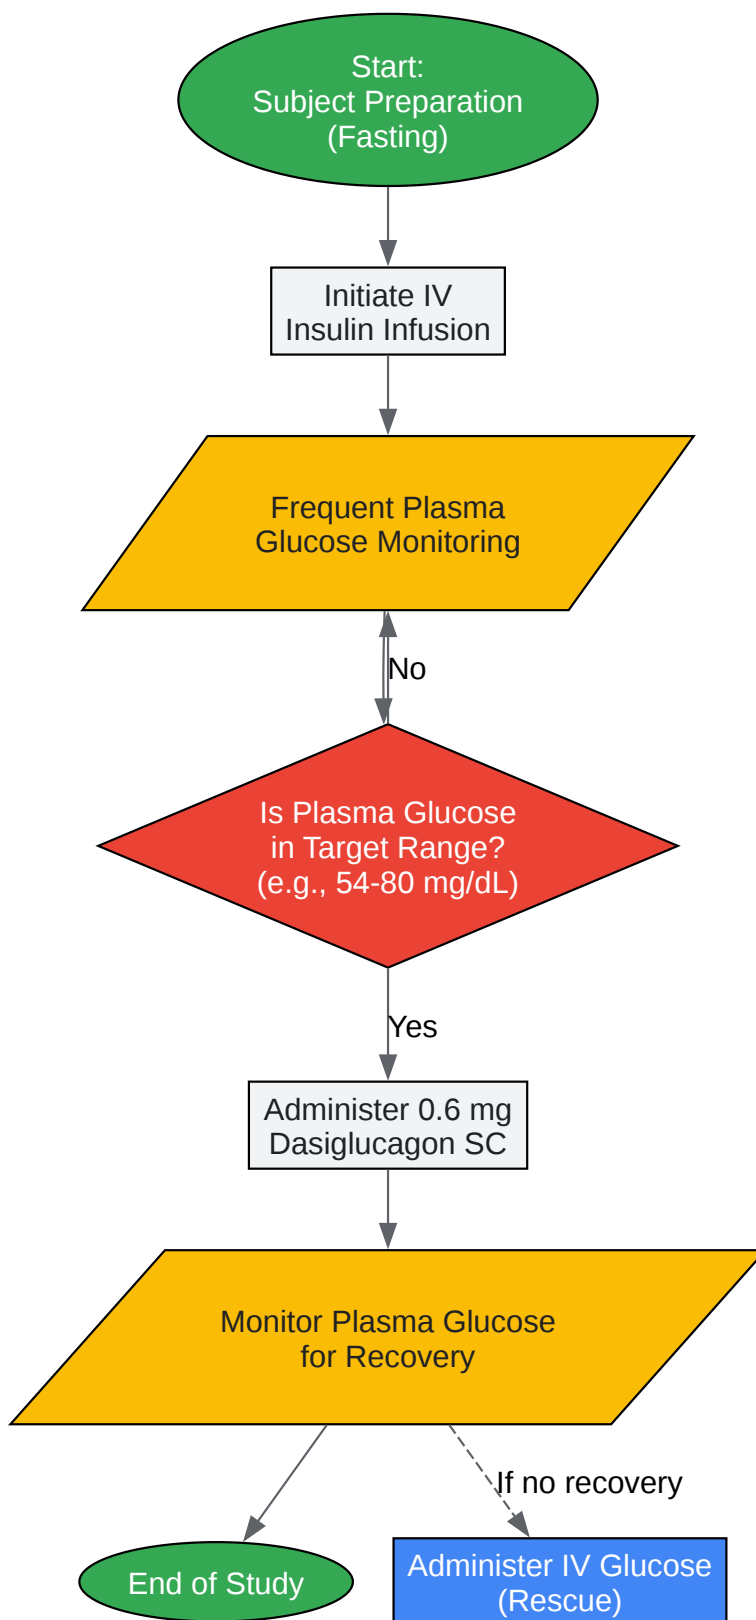 Start:
Subject Preparation
(Fasting)
Initiate IV
Insulin Infusion
Frequent Plasma
Glucose Monitoring
No
Is Plasma Glucose
in Target Range?
(e.g., 54-80 mg/dL)
Yes
Administer 0.6 mg
Dasiglucagon SC
Monitor Plasma Glucose
for Recovery
If no recovery
End of Study
Administer IV Glucose
(Rescue)